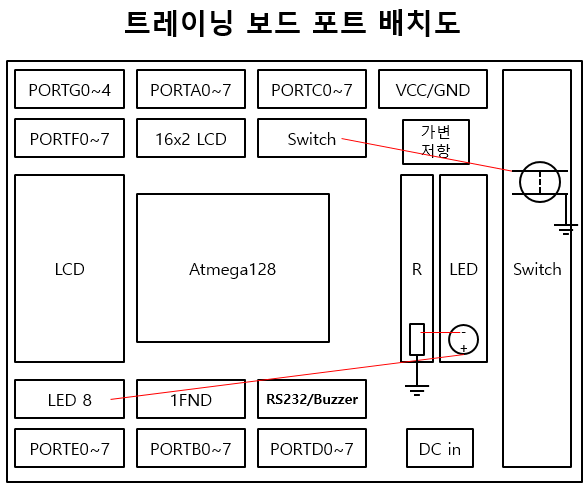 트레이닝 보드 포트 배치도
PORTG0~4
PORTA0~7
PORTC0~7
VCC/GND
PORTF0~7
16x2 LCD
Switch
가변
저항
LCD
Atmega128
R
LED
Switch
-
+
LED 8
1FND
RS232/Buzzer
PORTE0~7
PORTB0~7
PORTD0~7
DC in